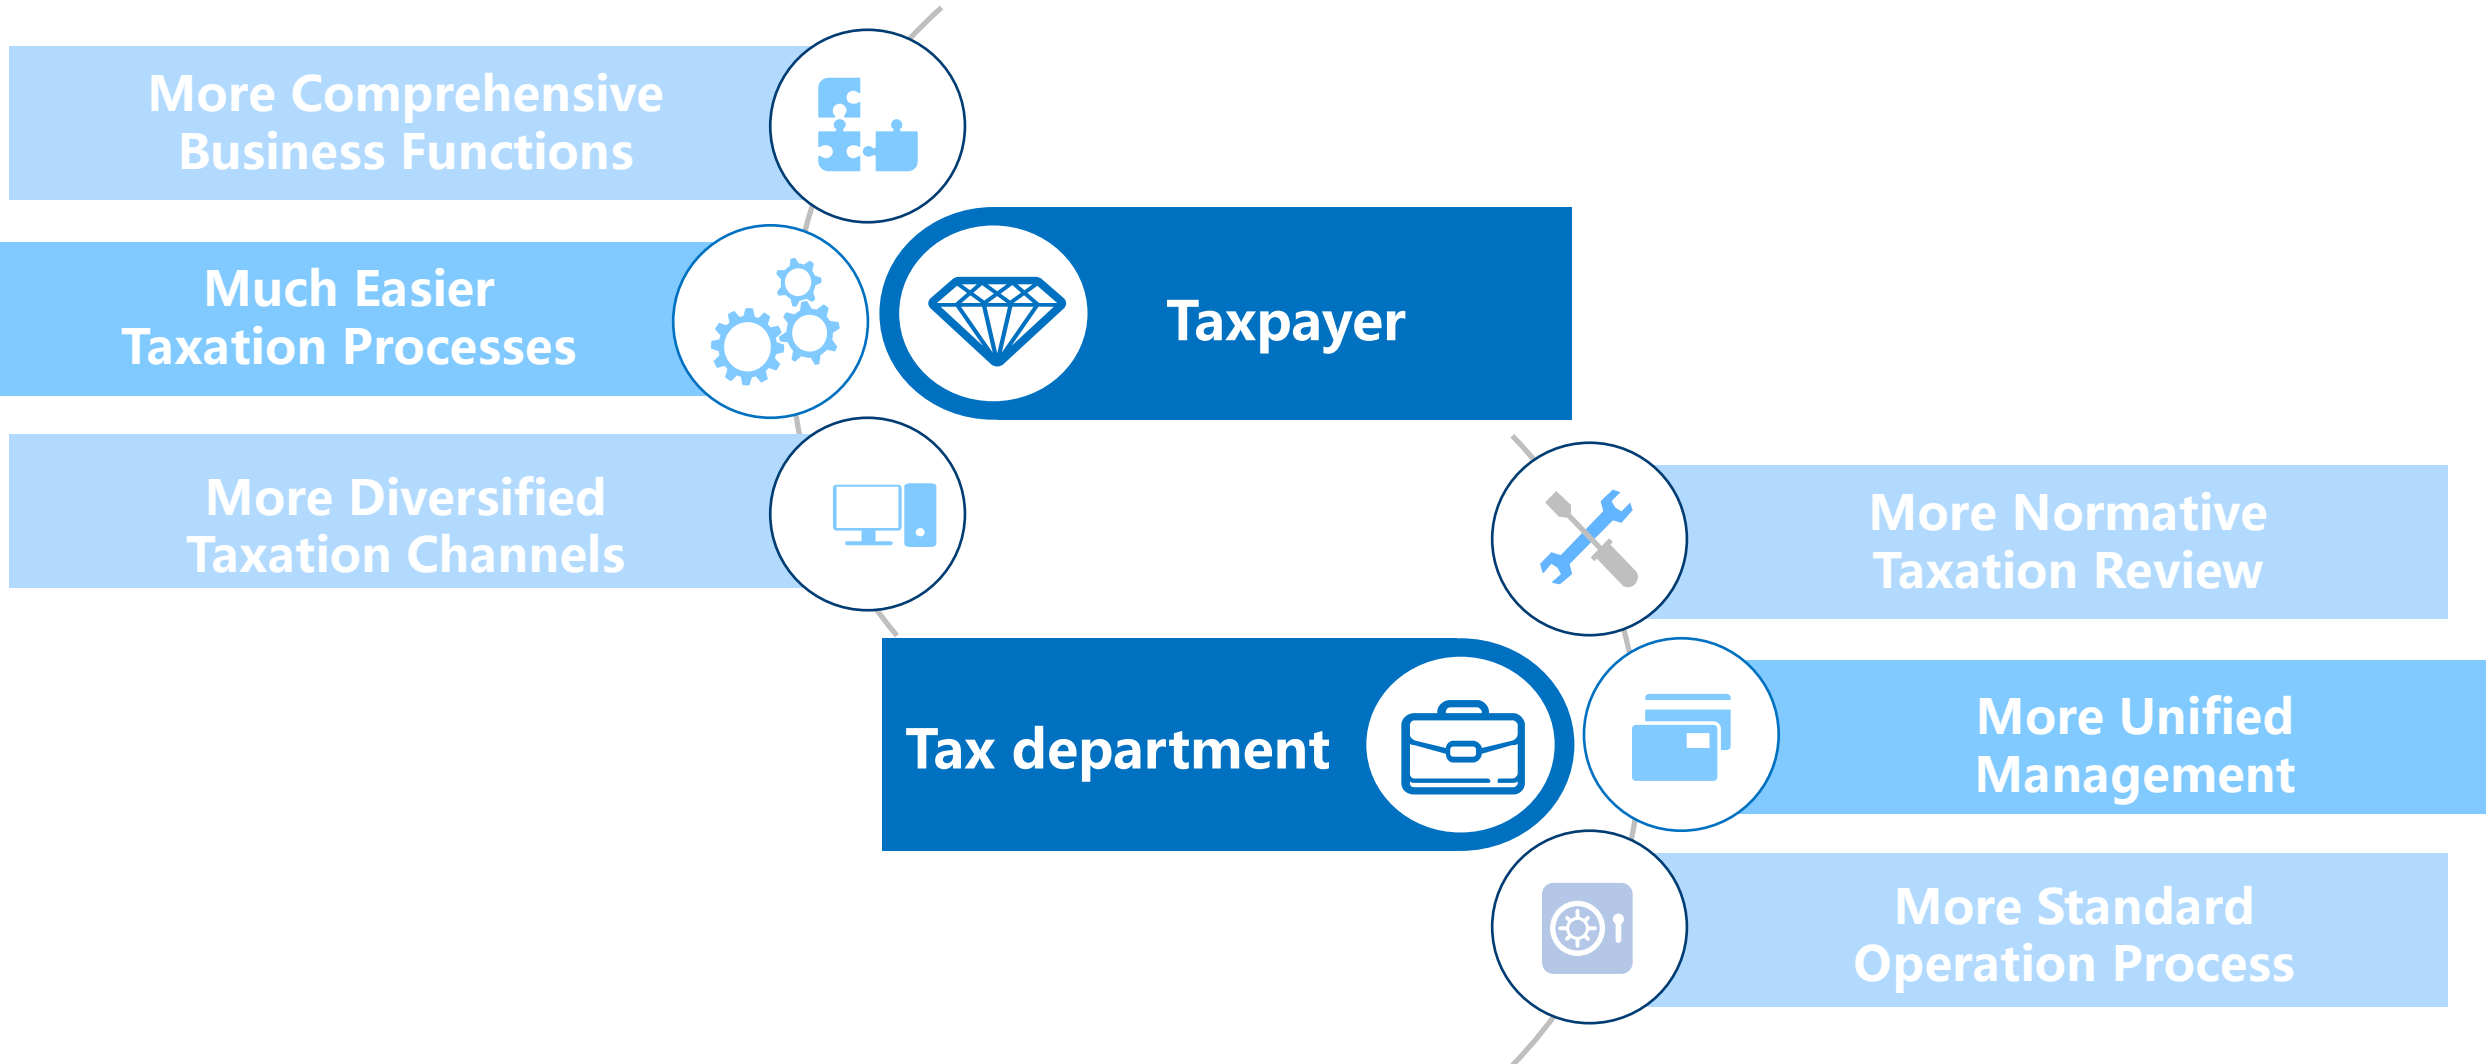 More Comprehensive
Business Functions
Much Easier
Taxation Processes
More Diversified
Taxation Channels
Taxpayer
Tax department
More Normative
Taxation Review
More Unified
Management
More Standard
Operation Process